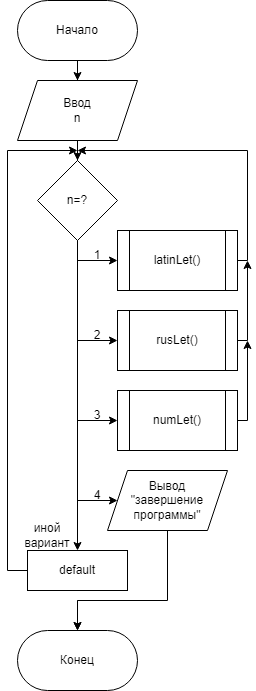 Начало
Ввод
n
n=?
1
latinLet()
2
rusLet()
3
numLet()
4
Вывод
"завершение
программы"
иной
вариант
default
Конец